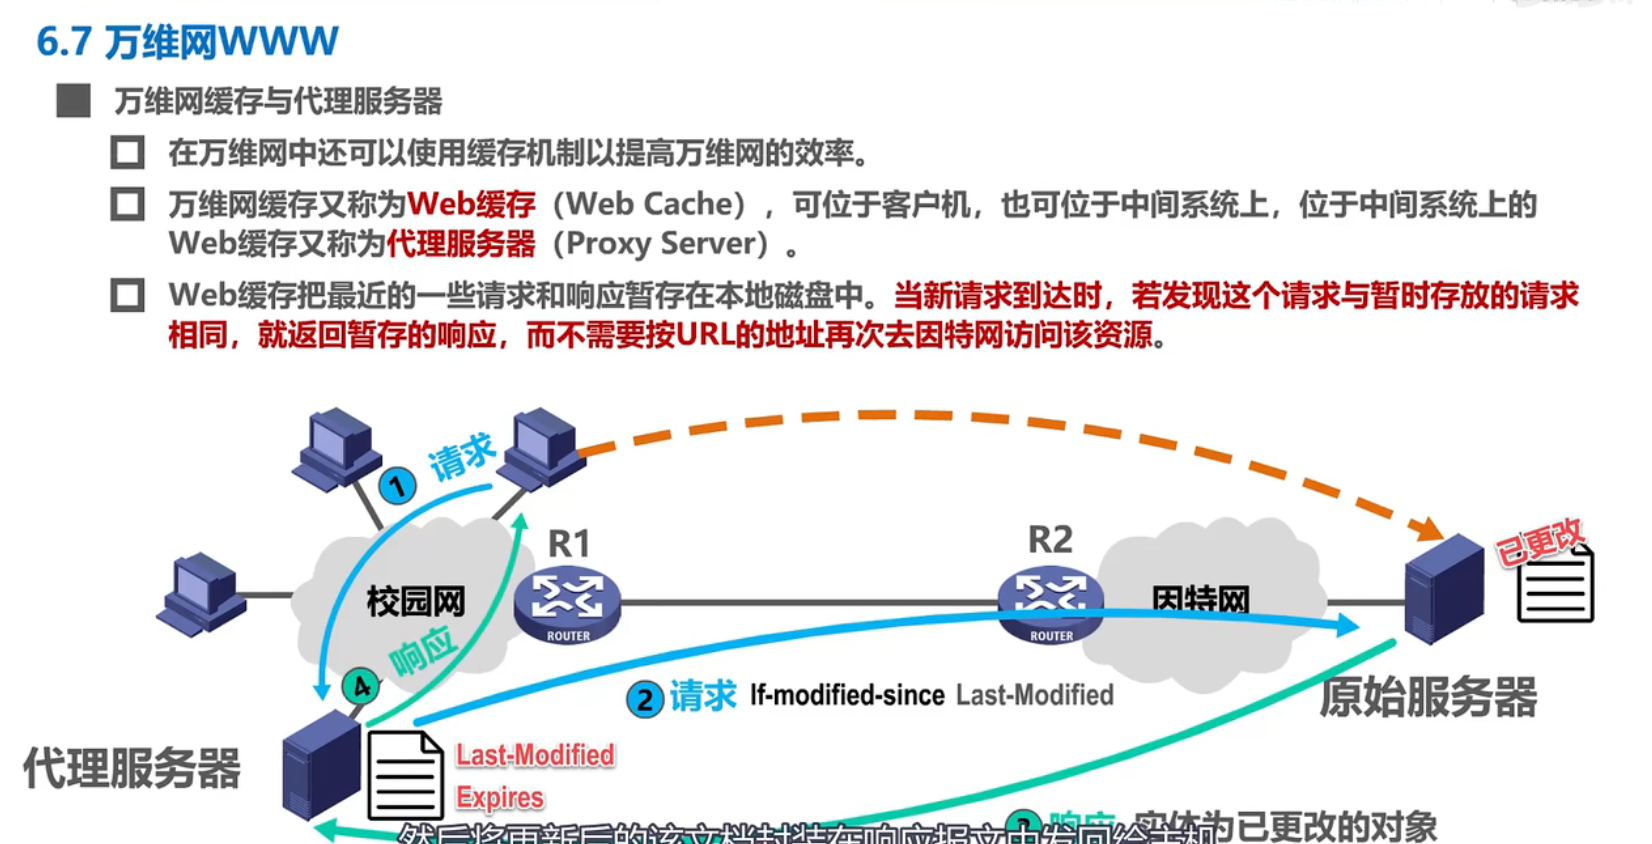 6.7 万维网WWW
万维网缓存与代理服务器
在万维网中还可以使用缓存机制以提高万维网的效率。
万维网缓存又称为Web缓存（Web Cache），可位于客户机，也可位于中间系统上，位于中间系统上的
Web缓存又称为代理服务器（Proxy Server）。
Web缓存把最近的一些请求和响应暂存在本地磁盘中。当新请求到达时，若发现这个请求与暂时存放的请求
相同，就返回暂存的响应，而不需要按URL的地址再次去因特网访问该资源。
1 请求
R1
R2
已更改
校园网
因特网
ROUTER
ROUTER
响应
4
2 请求 If-modified-since Last-Modified
原始服务器
代理服务器
Last-Modified
Expires
3 响应 实体为已更改的对象
然后将更新后的该文档封装在响应报文中发回给主机